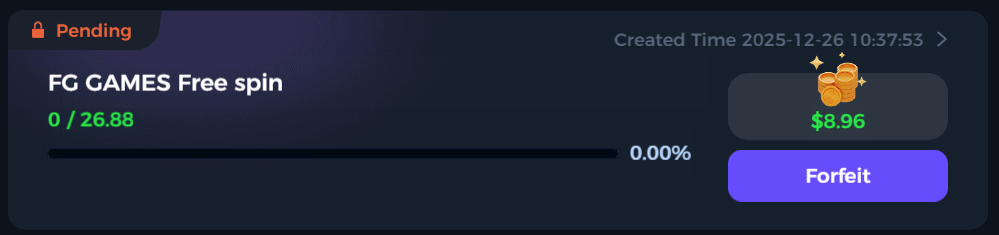 Pending
Created Time 2025-12-26 10:37:53
FG GAMES Free spin
0 / 26.88
0.00%
$8.96
Forfeit